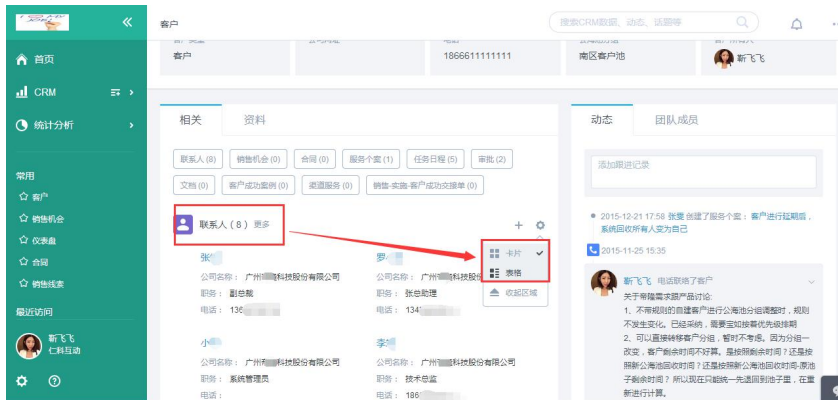 客户
搜索CRM数据、动态、话题等
首页
CRM
统计分析
常用
客户
销售机会
仪表盘
合同
销售线索
最近访问
靳飞飞
仁科互动
客户
1866611111111
南区客户池
靳飞飞
相关 资料
联系人 (8) 销售机会 (0) 合同 (0) 服务个案 (1) 任务日程 (5) 审批 (2)
文档 (0) 客户成功案例 (0) 渠道服务 (0) 销售-实施-客户成功交接单 (0)
联系人 ( 8 ) 更多
卡片
表格
收起区域
张
公司名称： 广州 科技股份有限公司
职务： 副总裁
电话： 136
罗
公司名称： 广州 科技股份
职务： 张总助理
电话： 134
小
公司名称： 广州 科技股份有限公司
职务： 系统管理员
电话：
李
公司名称： 广州 科技股份有限公司
职务： 技术总监
电话： 186
动态 团队成员
添加跟进记录
2015-12-21 17:58 张雯 创建了服务个案： 客户进行延期后，
系统回收所有人变为自己
2015-11-25 15:35
靳飞飞 电话联络了客户
关于蒂隆需求跟产品讨论:
1、不带规则的自建客户进行公海池分组调整时，规则
不发生变化。已经采纳，需要宝如按着优先级排期
2、可以直接转移客户分组，暂时不考虑。因为分组一
改变，客户剩余时间不好算。是按照剩余时间？还是按
照新公海池回收时间？还是按照新公海池回收时间-原池
子剩余时间？ 所以现在只能统一先退回到池子里，在重
新进行计算。